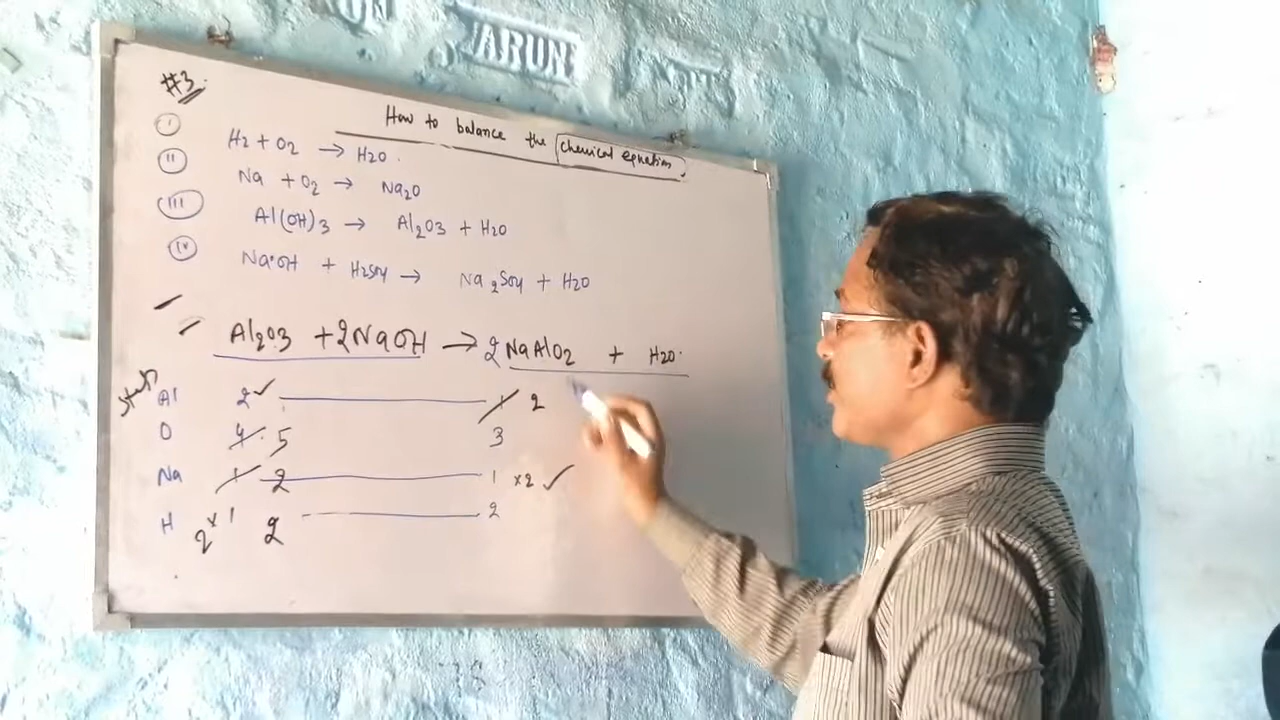 ARUN
#3.
How to balance the chemical equation
(i) H2 + O2 → H2O.
(ii) Na + O2 → Na2O
(iii) Al(OH)3 → Al2O3 + H2O
(iv) NaOH + H2SO4 → Na2SO4 + H2O
Al2O3 + 2NaOH → 2NaAlO2 + H2O.
Al 2✓ 1 2
O 4 5 3
Na 1 2 1 ×2 ✓
H 2×1 2 2